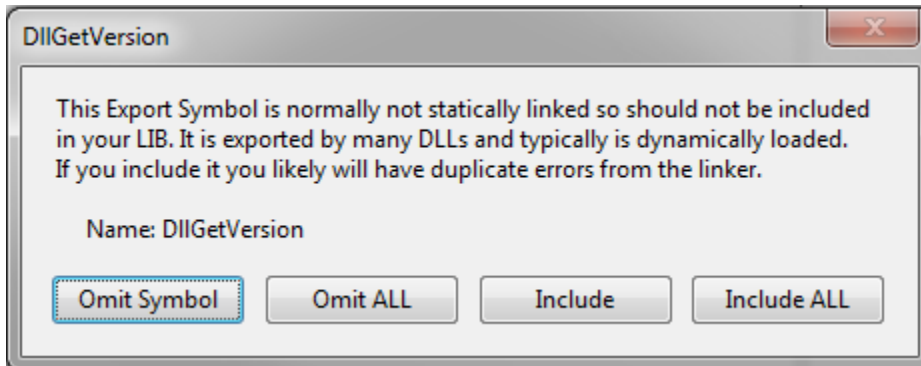 DllGetVersion
This Export Symbol is normally not statically linked so should not be included
in your LIB. It is exported by many DLLs and typically is dynamically loaded.
If you include it you likely will have duplicate errors from the linker.
Name: DllGetVersion
Omit Symbol
Omit ALL
Include
Include ALL